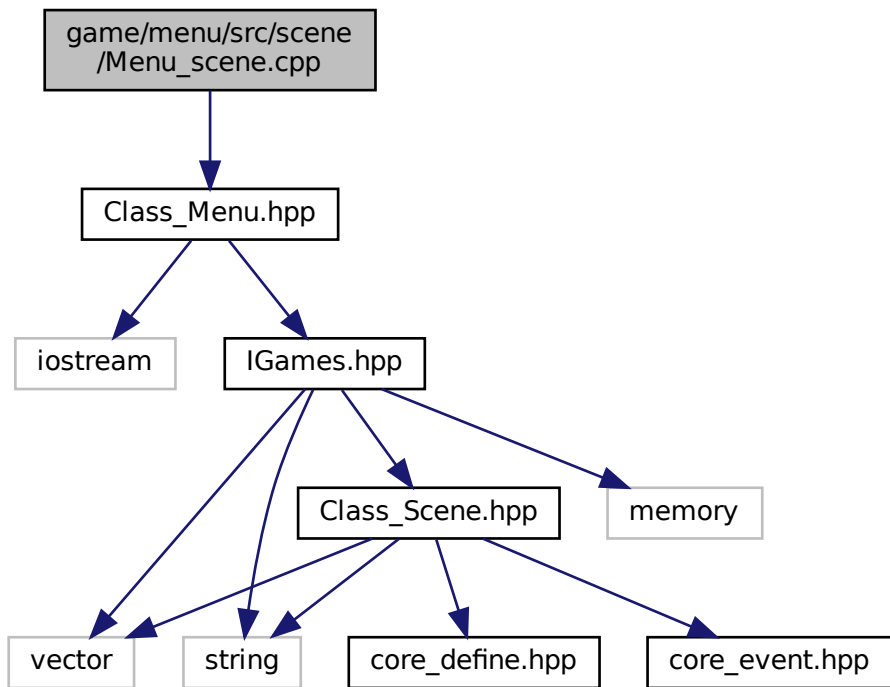 game/menu/src/scene
/Menu_scene.cpp
Class_Menu.hpp
iostream
IGames.hpp
Class_Scene.hpp
memory
vector
string
core_define.hpp
core_event.hpp